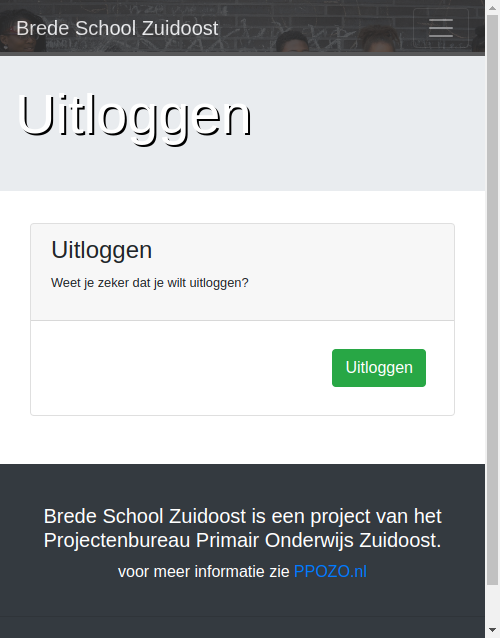 Brede School Zuidoost
Uitloggen
Uitloggen
Weet je zeker dat je wilt uitloggen?
Uitloggen
Brede School Zuidoost is een project van het
Projectenbureau Primair Onderwijs Zuidoost.
voor meer informatie zie PPOZO.nl